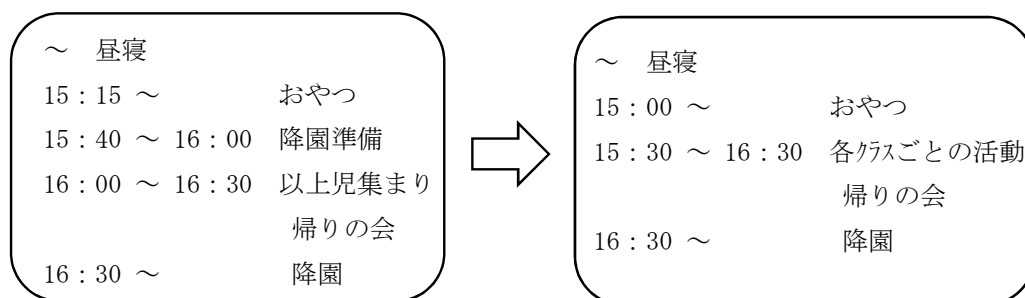 ～ 昼寝
15：15 ～ おやつ
15：40 ～ 16：00 降園準備
16：00 ～ 16：30 以上児集まり
帰りの会
16：30 ～ 降園
～ 昼寝
15：00 ～ おやつ
15：30 ～ 16：30 各ｸﾗｽごとの活動
帰りの会
16：30 ～ 降園